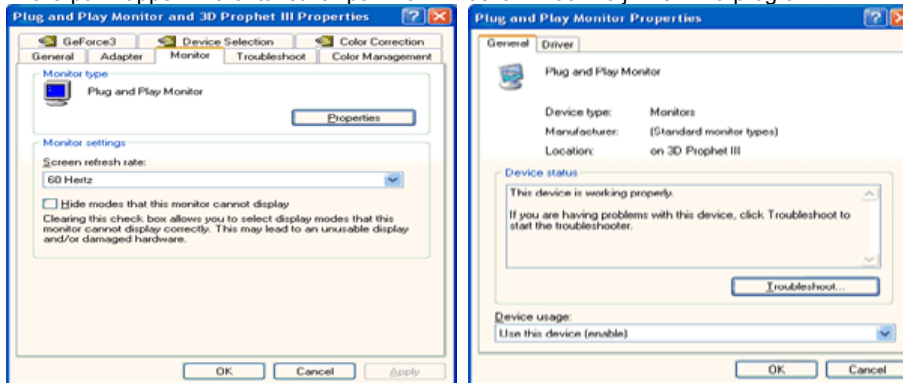 Plug and Play Monitor and 3D Prophet III Properties
GeForce3 Device Selection Color Correction
General Adapter Monitor Troubleshoot Color Management
Monitor type
Plug and Play Monitor
Properties
Monitor settings
Screen refresh rate:
60 Hertz
Hide modes that this monitor cannot display
Clearing this check box allows you to select display modes that this
monitor cannot display correctly. This may lead to an unusable display
and/or damaged hardware.
OK Cancel Apply
Plug and Play Monitor Properties
General Driver
Plug and Play Monitor
Device type: Monitors
Manufacturer: (Standard monitor types)
Location: on 3D Prophet III
Device status
This device is working properly.
If you are having problems with this device, click Troubleshoot to
start the troubleshooter.
Troubleshoot...
Device usage:
Use this device (enable)
OK Cancel